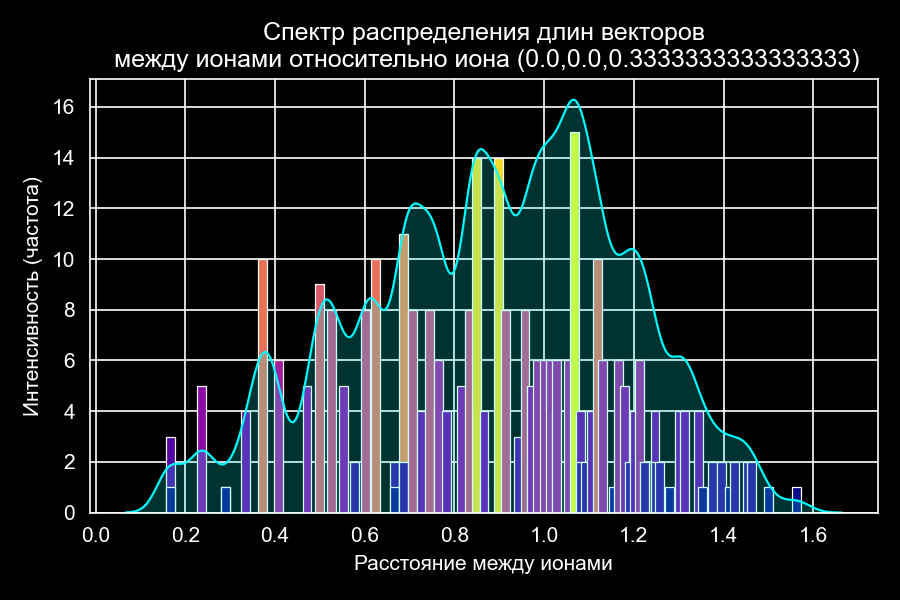 Спектр распределения длин векторов
между ионами относительно иона (0.0,0.0,0.3333333333333333)
Интенсивность (частота)
16
14
12
10
8
6
4
2
0
0.0 0.2 0.4 0.6 0.8 1.0 1.2 1.4 1.6
Расстояние между ионами